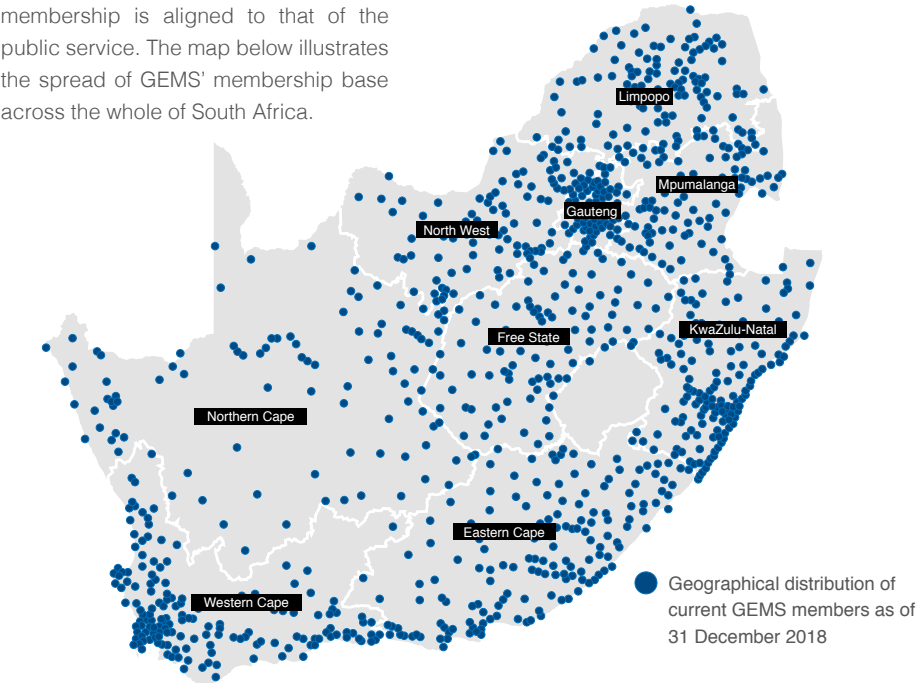 membership is aligned to that of the
public service. The map below illustrates
the spread of GEMS' membership base
across the whole of South Africa.
Limpopo
Mpumalanga
Gauteng
North West
KwaZulu-Natal
Free State
Northern Cape
Eastern Cape
Western Cape
Geographical distribution of
current GEMS members as of
31 December 2018